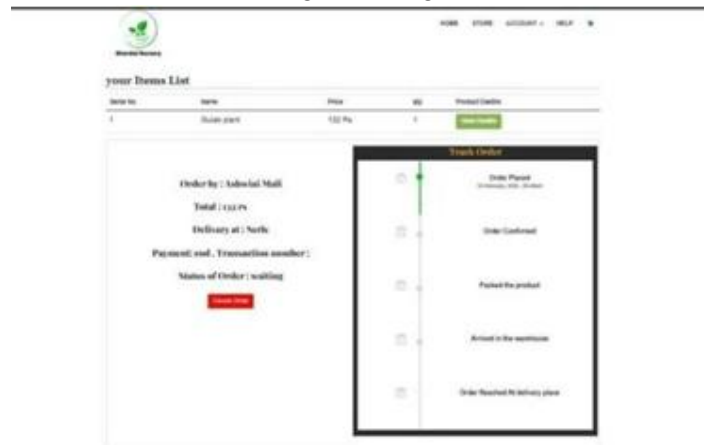 HOME STORE ACCOUNT HELP
your Items List
Serial No Name Price Qty Product Details
1 plant 132 Rs 1
Track Order
Order by : Ashwini Mali
Total : 132 rs
Delivery at : Nerle
Payment: cod , Transaction number :
Status of Order : waiting
Cancel Order
Order Placed
Order Confirmed
Packed the product
Arrived in the warehouse
Order Reached At delivery place